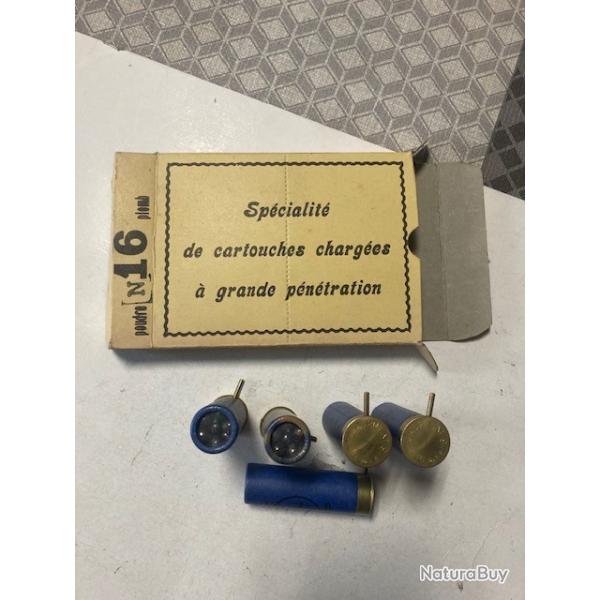 Spécialité
de cartouches chargées
à grande pénétration
poudre N 16 plomb
NaturaBuy